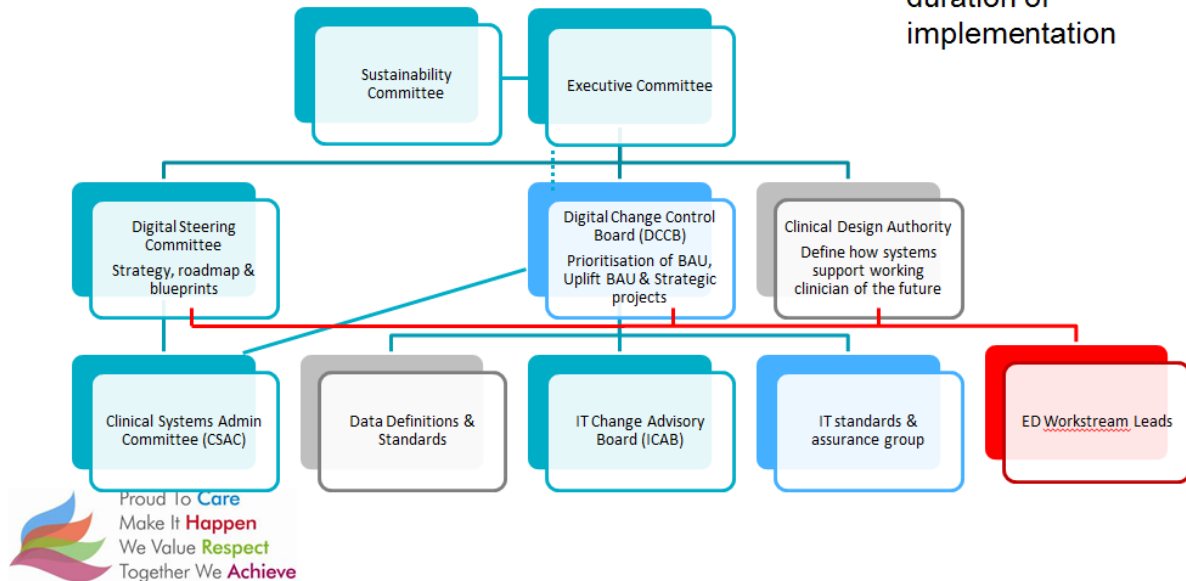 duration of
implementation
Sustainability
Committee
Executive Committee
Digital Steering
Committee
Strategy, roadmap &
blueprints
Digital Change Control
Board (DCCB)
Prioritisation of BAU,
Uplift BAU & Strategic
projects
Clinical Design Authority
Define how systems
support working
clinician of the future
Clinical Systems Admin
Committee (CSAC)
Data Definitions &
Standards
IT Change Advisory
Board (ICAB)
IT standards &
assurance group
ED Workstream Leads
Proud To Care
Make It Happen
We Value Respect
Together We Achieve